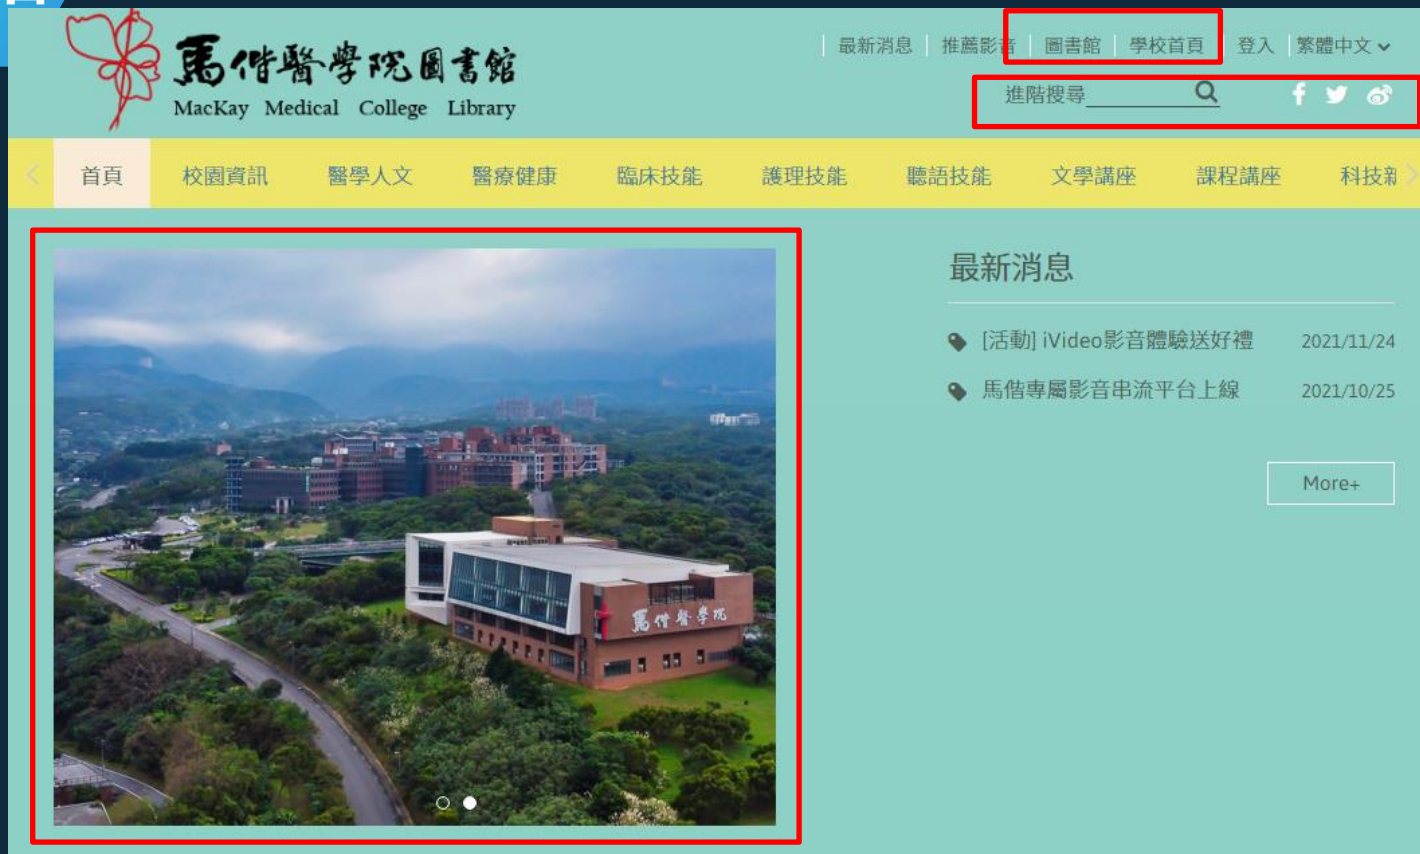 馬偕醫學院圖書館
MacKay Medical College Library
最新消息 推薦影音 圖書館 學校首頁 登入 繁體中文
進階搜尋
首頁 校園資訊 醫學人文 醫療健康 臨床技能 護理技能 聽語技能 文學講座 課程講座 科技新
馬偕醫學院
最新消息
[活動] iVideo影音體驗送好禮 2021/11/24
馬偕專屬影音串流平台上線 2021/10/25
More+